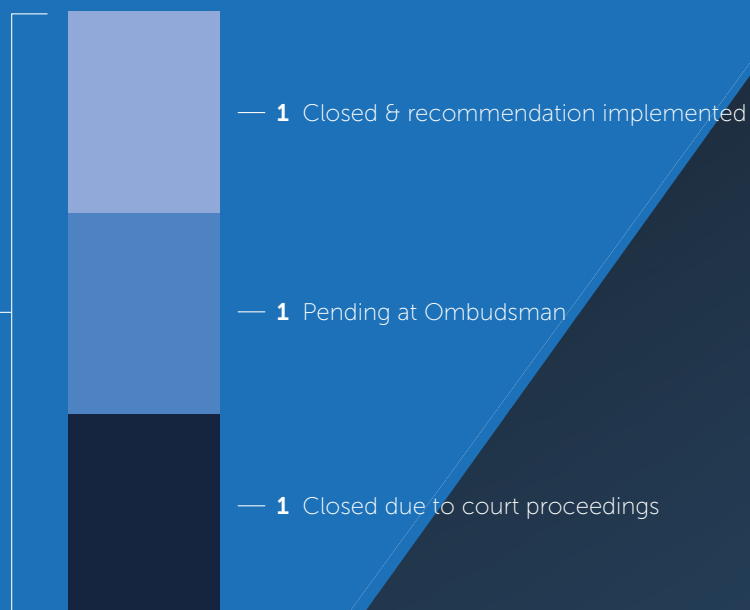 1 Closed & recommendation implemented
1 Pending at Ombudsman
1 Closed due to court proceedings